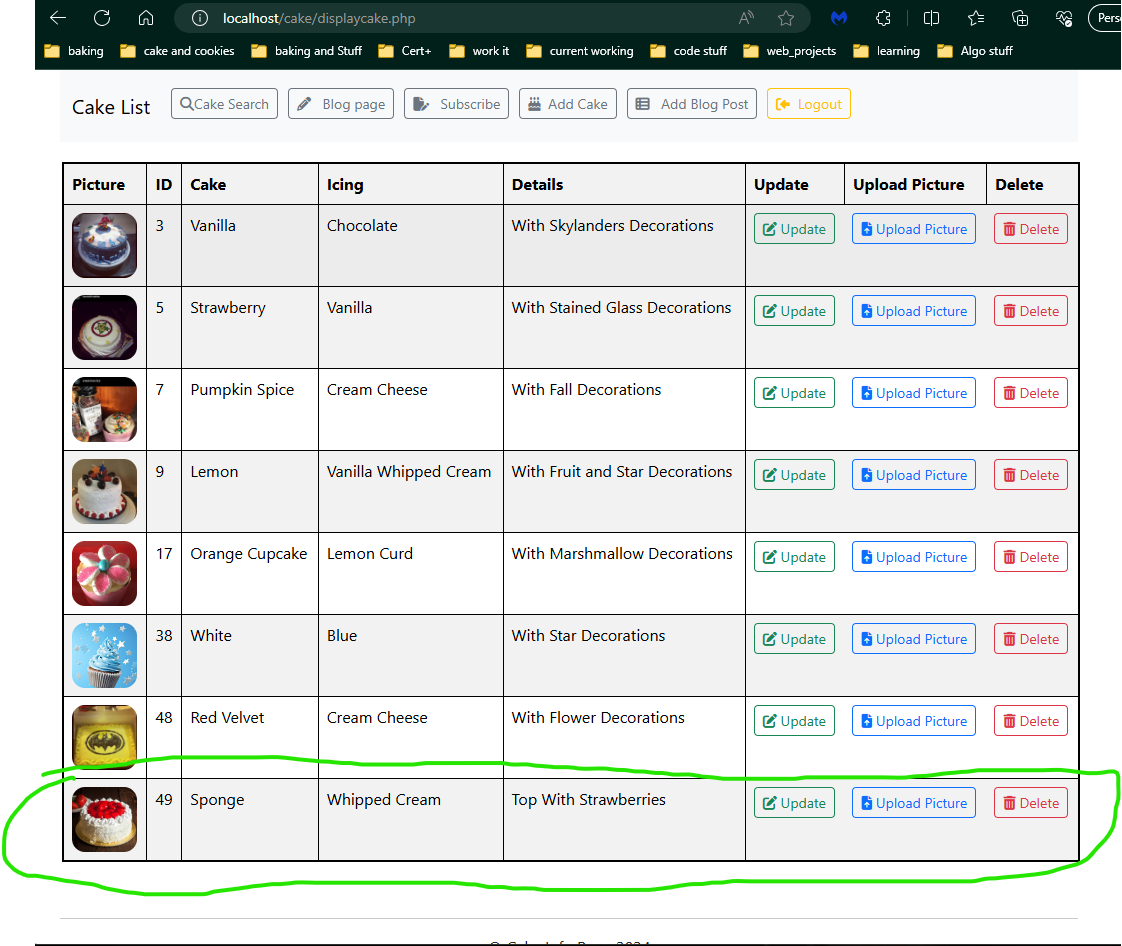 localhost/cake/displaycake.php
Pers
baking cake and cookies baking and Stuff Cert+ work it current working code stuff web_projects learning Algo stuff
Cake List Cake Search Blog page Subscribe Add Cake Add Blog Post Logout
Picture ID Cake Icing Details Update Upload Picture Delete
3 Vanilla Chocolate With Skylanders Decorations Update Upload Picture Delete
5 Strawberry Vanilla With Stained Glass Decorations Update Upload Picture Delete
7 Pumpkin Spice Cream Cheese With Fall Decorations Update Upload Picture Delete
9 Lemon Vanilla Whipped Cream With Fruit and Star Decorations Update Upload Picture Delete
17 Orange Cupcake Lemon Curd With Marshmallow Decorations Update Upload Picture Delete
38 White Blue With Star Decorations Update Upload Picture Delete
48 Red Velvet Cream Cheese With Flower Decorations Update Upload Picture Delete
49 Sponge Whipped Cream Top With Strawberries Update Upload Picture Delete